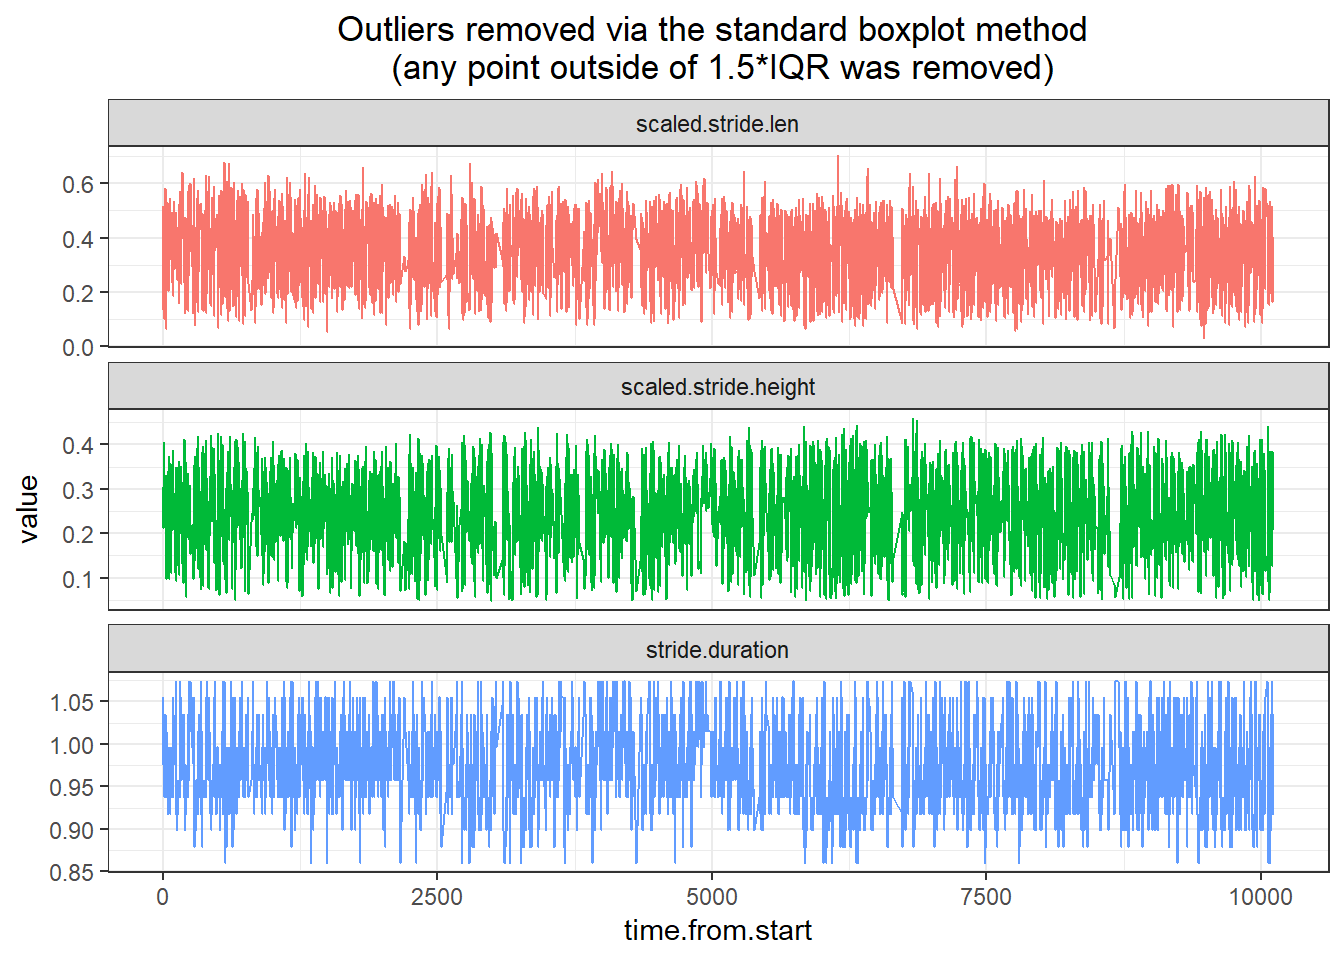 Outliers removed via the standard boxplot method
(any point outside of 1.5*IQR was removed)
scaled.stride.len
0.6
0.4
0.2
0.0
scaled.stride.height
0.4
0.3
0.2
0.1
value
stride.duration
1.05
1.00
0.95
0.90
0.85
0 2500 5000 7500 10000
time.from.start